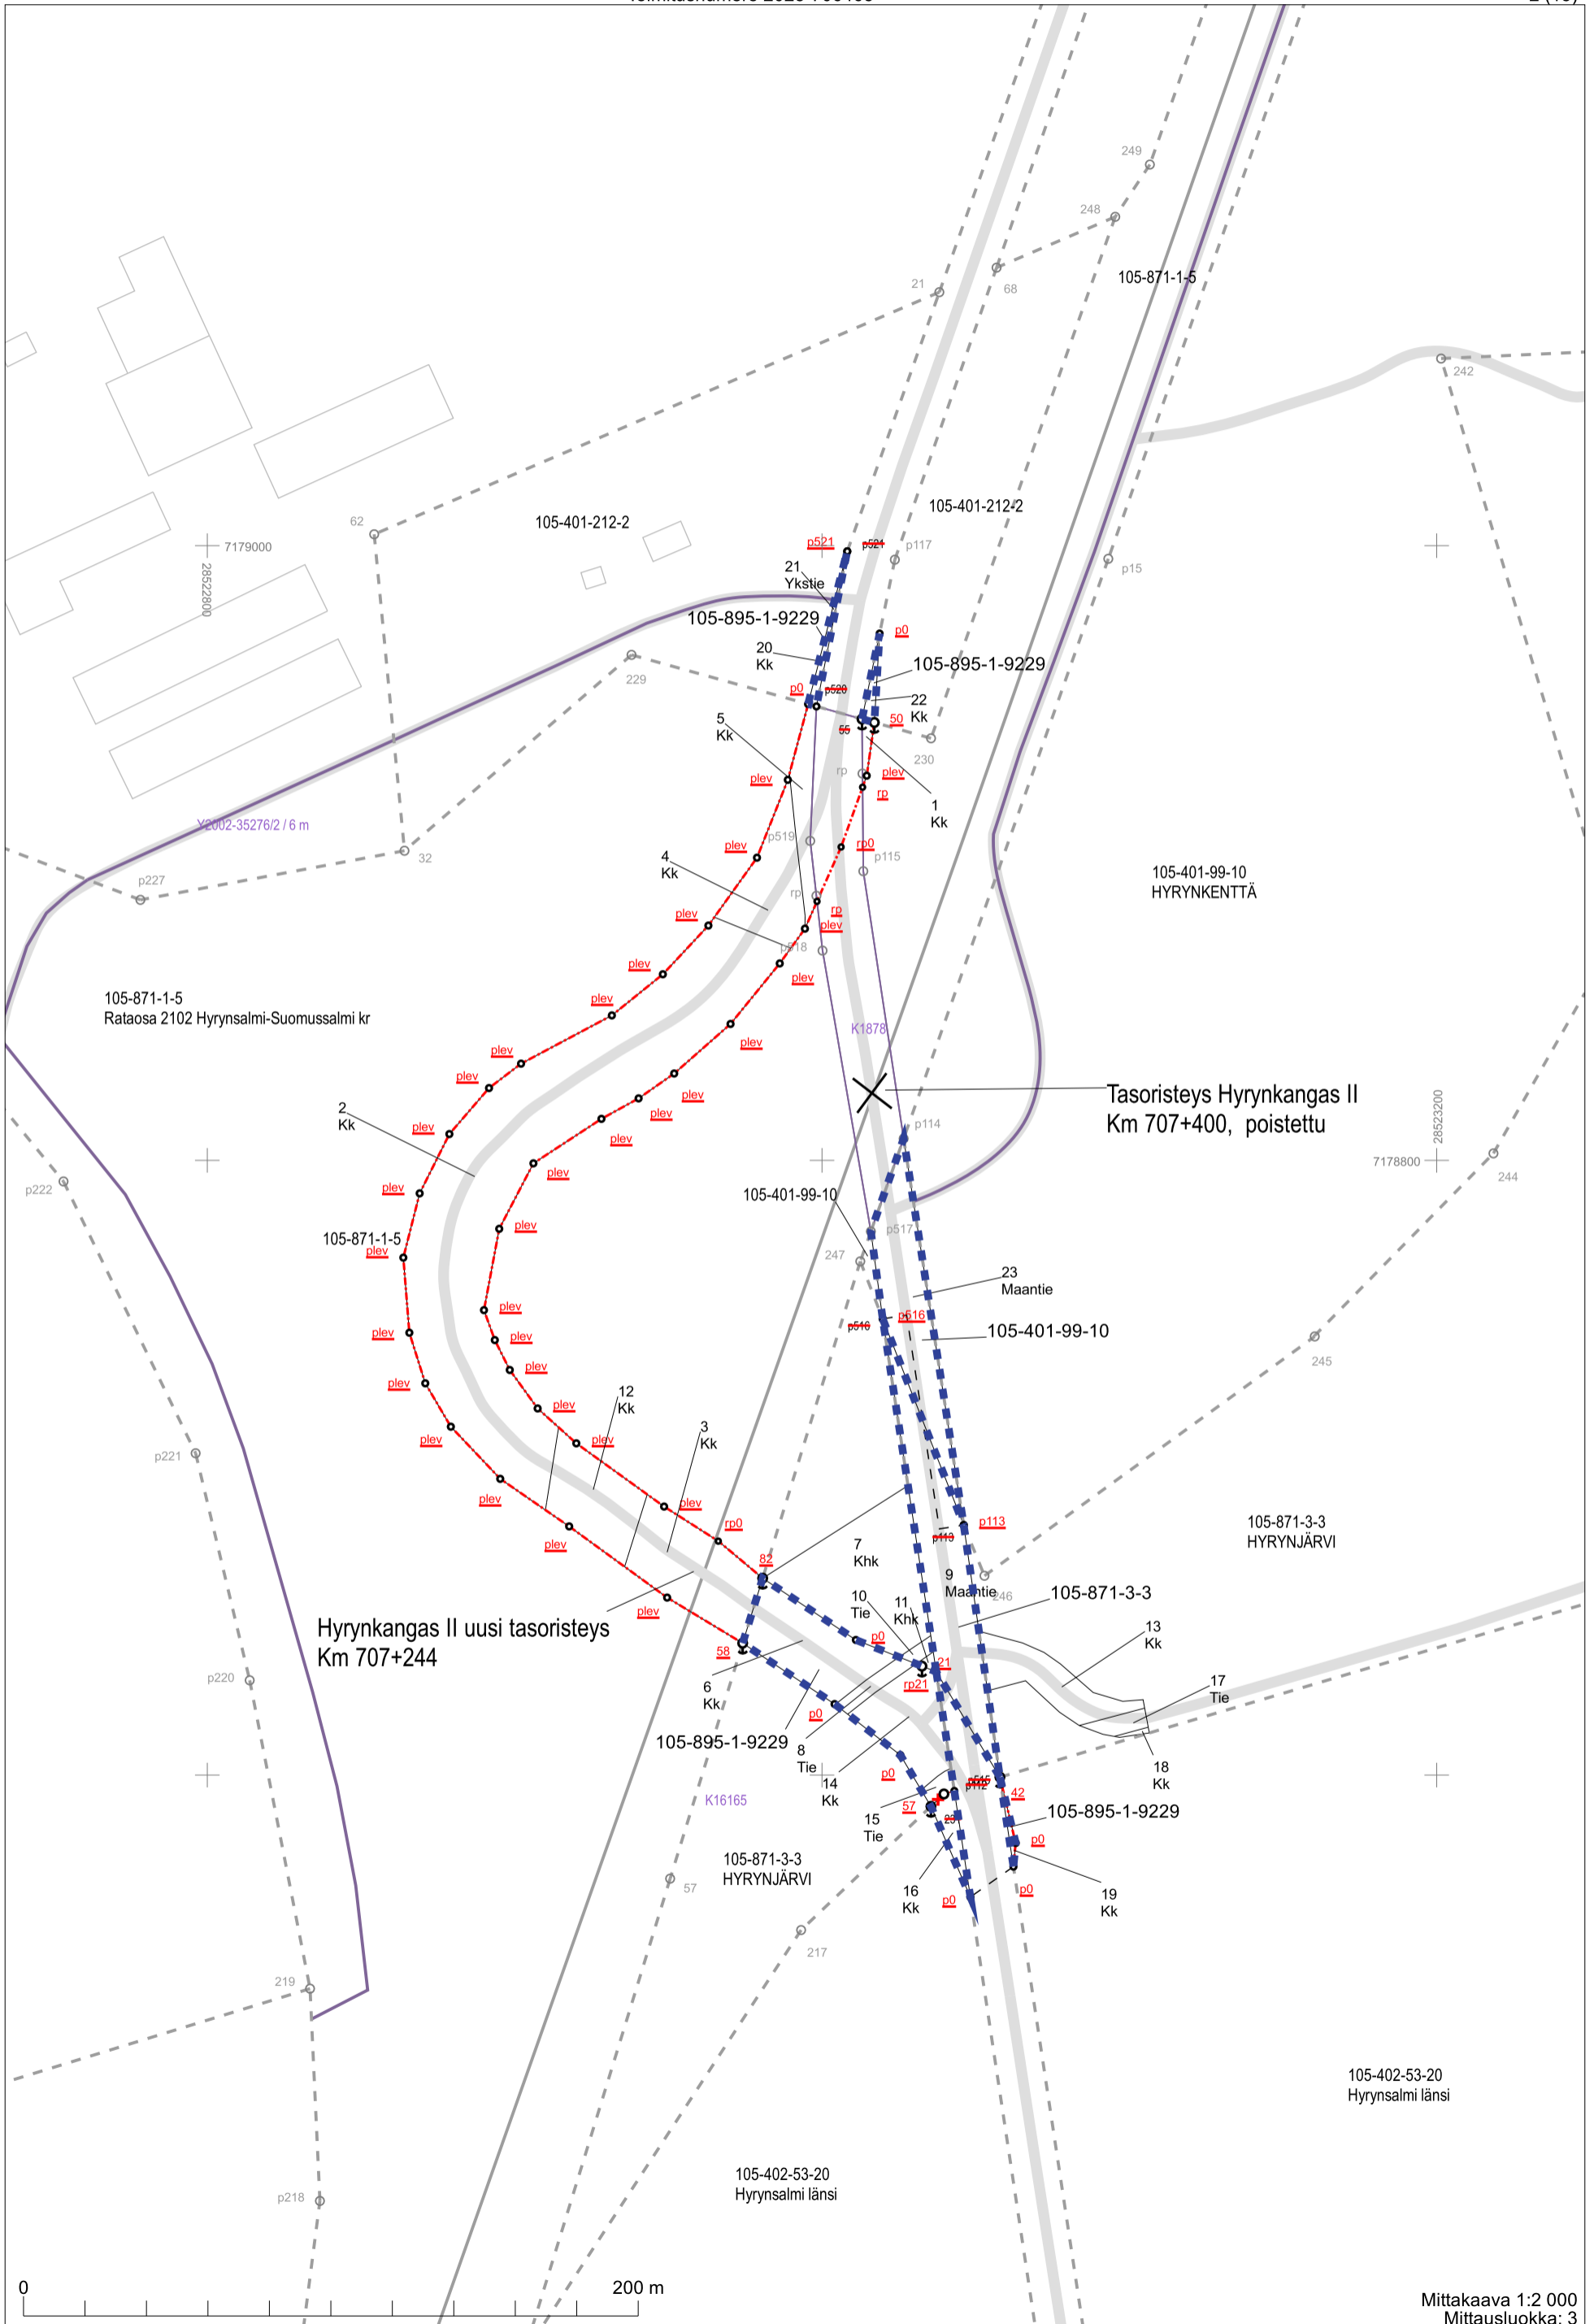 249
248
105-871-1-5
21
68
242
62
105-401-212-2
105-401-212-2
7179000
28522800
p521
p521
p117
p15
21
Ykstie
105-895-1-9229
p0
20
Kk
105-895-1-9229
229
p0
p520
22
Kk
50
5
Kk
55
230
rp
plev
plev
rp
1
Kk
Y2002-35276/2 / 6 m
p519
rp0
32
plev
p115
4
Kk
p227
105-401-99-10
HYRYNKENTTÄ
rp
rp
plev
plev
p518
plev
plev
105-871-1-5
Rataosa 2102 Hyrynsalmi-Suomussalmi kr
plev
K1878
plev
plev
plev
plev
Tasoristeys Hyrynkangas II
Km 707+400, poistettu
28523200
2
Kk
plev
plev
p114
plev
7178800
p222
plev
plev
244
105-401-99-10
plev
p517
105-871-1-5
plev
247
23
Maantie
plev
p516
p516
105-401-99-10
plev
plev
245
plev
plev
12
Kk
plev
3
Kk
plev
plev
p221
plev
plev
rp0
p113
p113
105-871-3-3
HYRYNJÄRVI
plev
7
Khk
82
9
Maantie
246
105-871-3-3
10
Tie
11
Khk
plev
Hyrynkangas II uusi tasoristeys
Km 707+244
13
Kk
p0
58
21
rp21
p220
6
Kk
17
Tie
p0
105-895-1-9229
8
Tie
18
Kk
p0
14
Kk
p112
42
K16165
57
15
Tie
105-895-1-9229
p0
105-871-3-3
HYRYNJÄRVI
57
16
Kk
p0
p0
19
Kk
217
219
105-402-53-20
Hyrynsalmi länsi
105-402-53-20
Hyrynsalmi länsi
p218
0
200 m
Mittakaava 1:2 000
Mittausluokka: 3